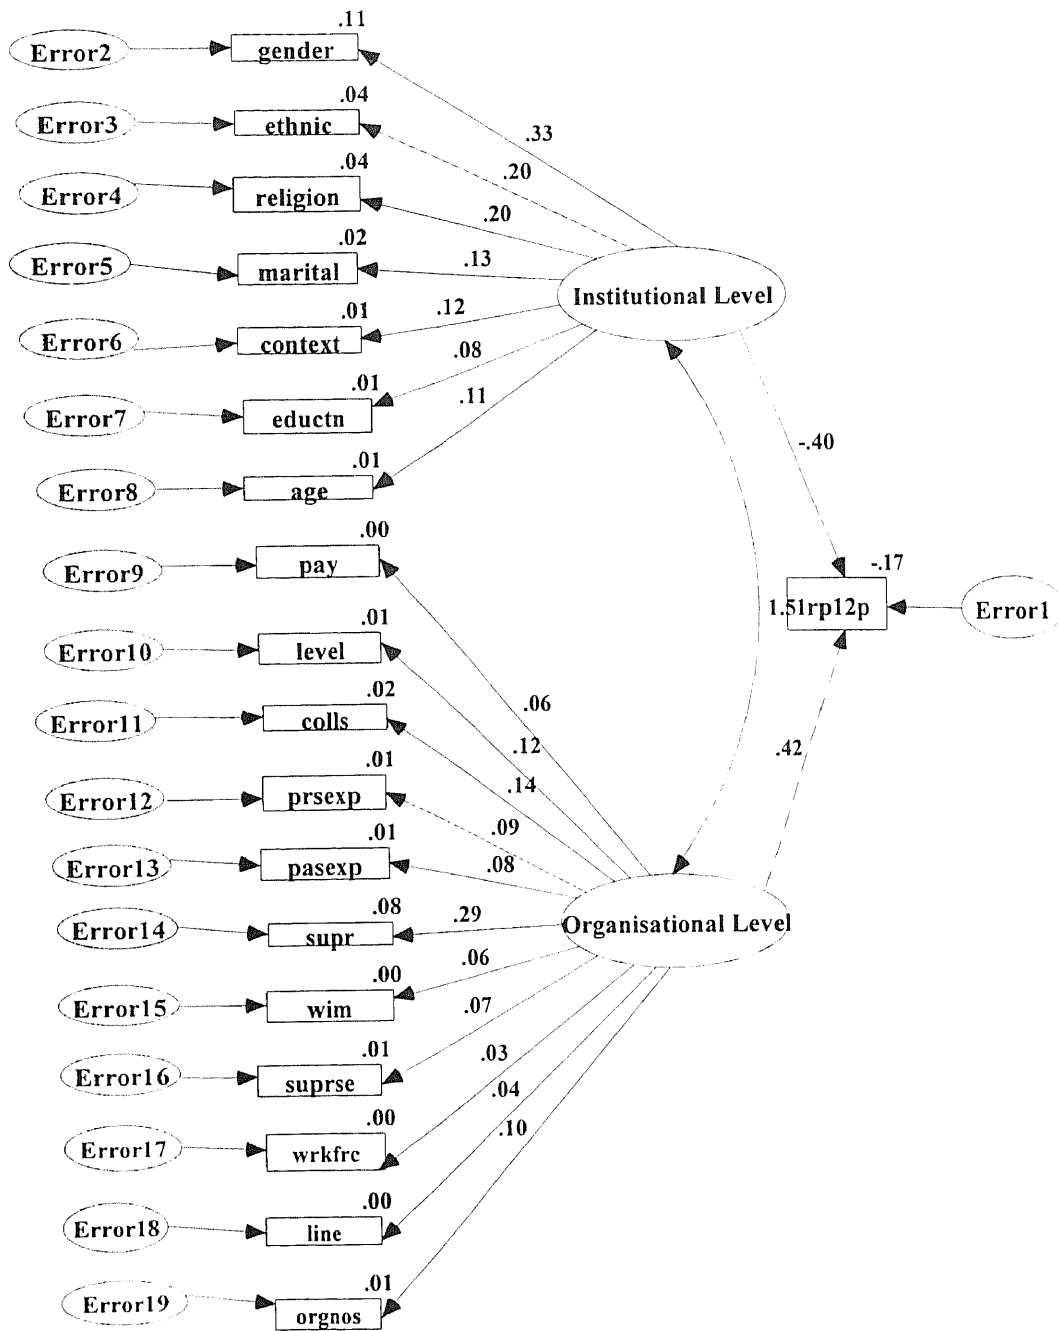 .11
Error2 gender
.33
.04
Error3 ethnic
.20
.04
Error4 religion
.20
.02
Error5 marital
.13
Institutional Level
.01
Error6 context
.12
.08
.01
Error7 eductn
.11
.01
Error8 age
-.40
.00
Error9 pay
-.17
1.51rp12p Error1
.01
Error10 level
.06
.02
Error11 colls
.12
.42
.14
.01
Error12 prsexp
.09
.01
Error13 pasexp
.08
.08
Error14 supr
.29
Organisational Level
.06
.00
Error15 wim
.07
.01
Error16 suprse
.03
.04
.00
Error17 wrkfrc
.10
.00
Error18 line
.01
Error19 orgnos